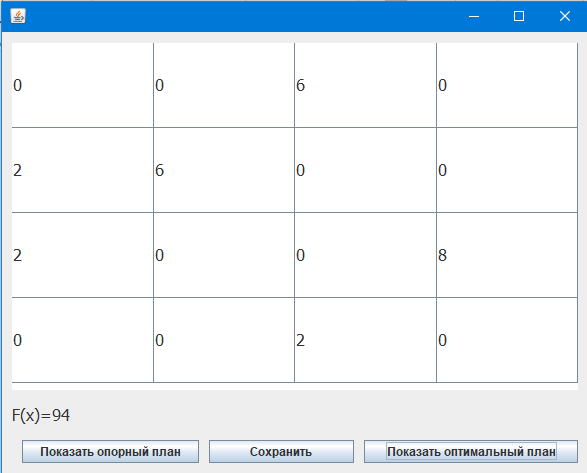 0 0 6 0
2 6 0 0
2 0 0 8
0 0 2 0
F(x)=94
Показать опорный план Сохранить Показать оптимальный план